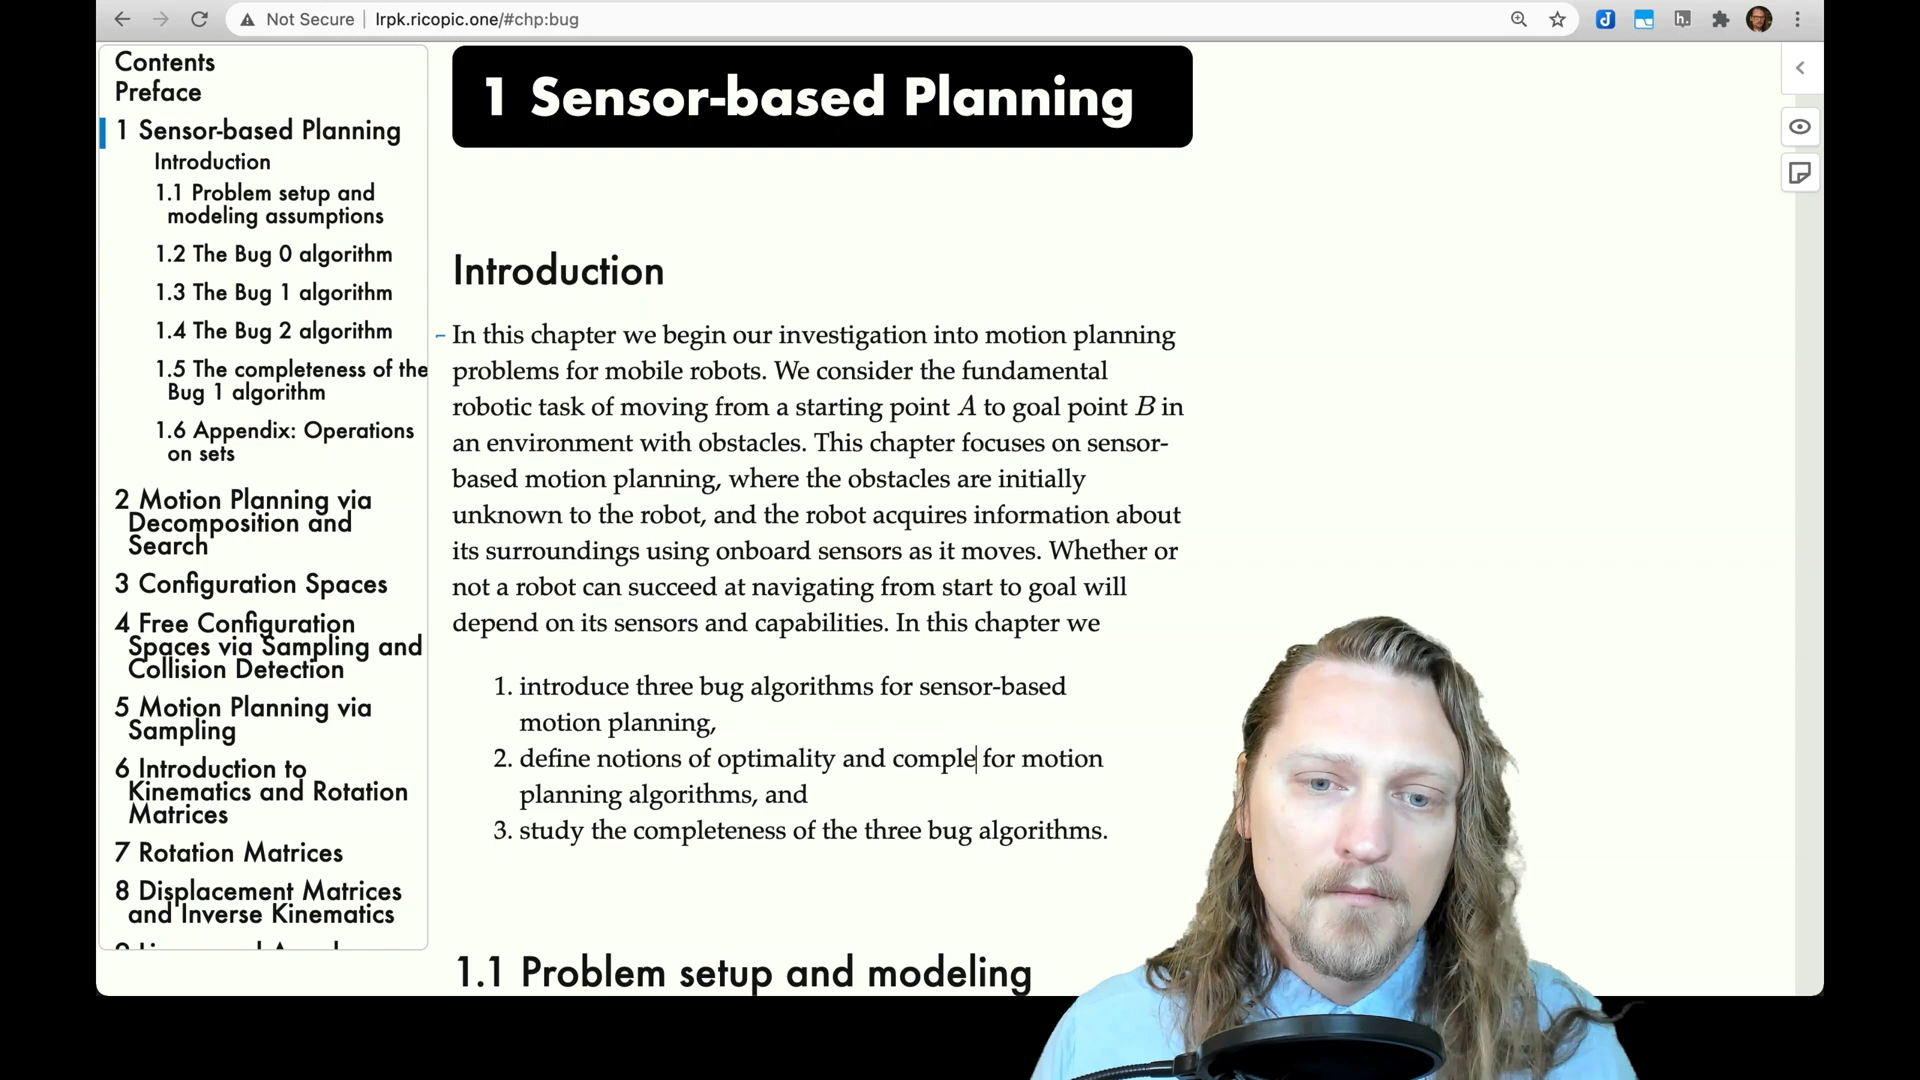 Not Secure
lrpk.ricopic.one/#chp:bug
Contents
Preface
1 Sensor-based Planning
Introduction
1.1 Problem setup and
modeling assumptions
1.2 The Bug 0 algorithm
1.3 The Bug 1 algorithm
1.4 The Bug 2 algorithm
1.5 The completeness of the
Bug 1 algorithm
1.6 Appendix: Operations
on sets
2 Motion Planning via
Decomposition and
Search
3 Configuration Spaces
4 Free Configuration
Spaces via Sampling and
Collision Detection
5 Motion Planning via
Sampling
6 Introduction to
Kinematics and Rotation
Matrices
7 Rotation Matrices
8 Displacement Matrices
and Inverse Kinematics
1 Sensor-based Planning
Introduction
In this chapter we begin our investigation into motion planning
problems for mobile robots. We consider the fundamental
robotic task of moving from a starting point A to goal point B in
an environment with obstacles. This chapter focuses on sensor-
based motion planning, where the obstacles are initially
unknown to the robot, and the robot acquires information about
its surroundings using onboard sensors as it moves. Whether or
not a robot can succeed at navigating from start to goal will
depend on its sensors and capabilities. In this chapter we
1. introduce three bug algorithms for sensor-based
motion planning,
2. define notions of optimality and comple for motion
planning algorithms, and
3. study the completeness of the three bug algorithms.
1.1 Problem setup and modeling